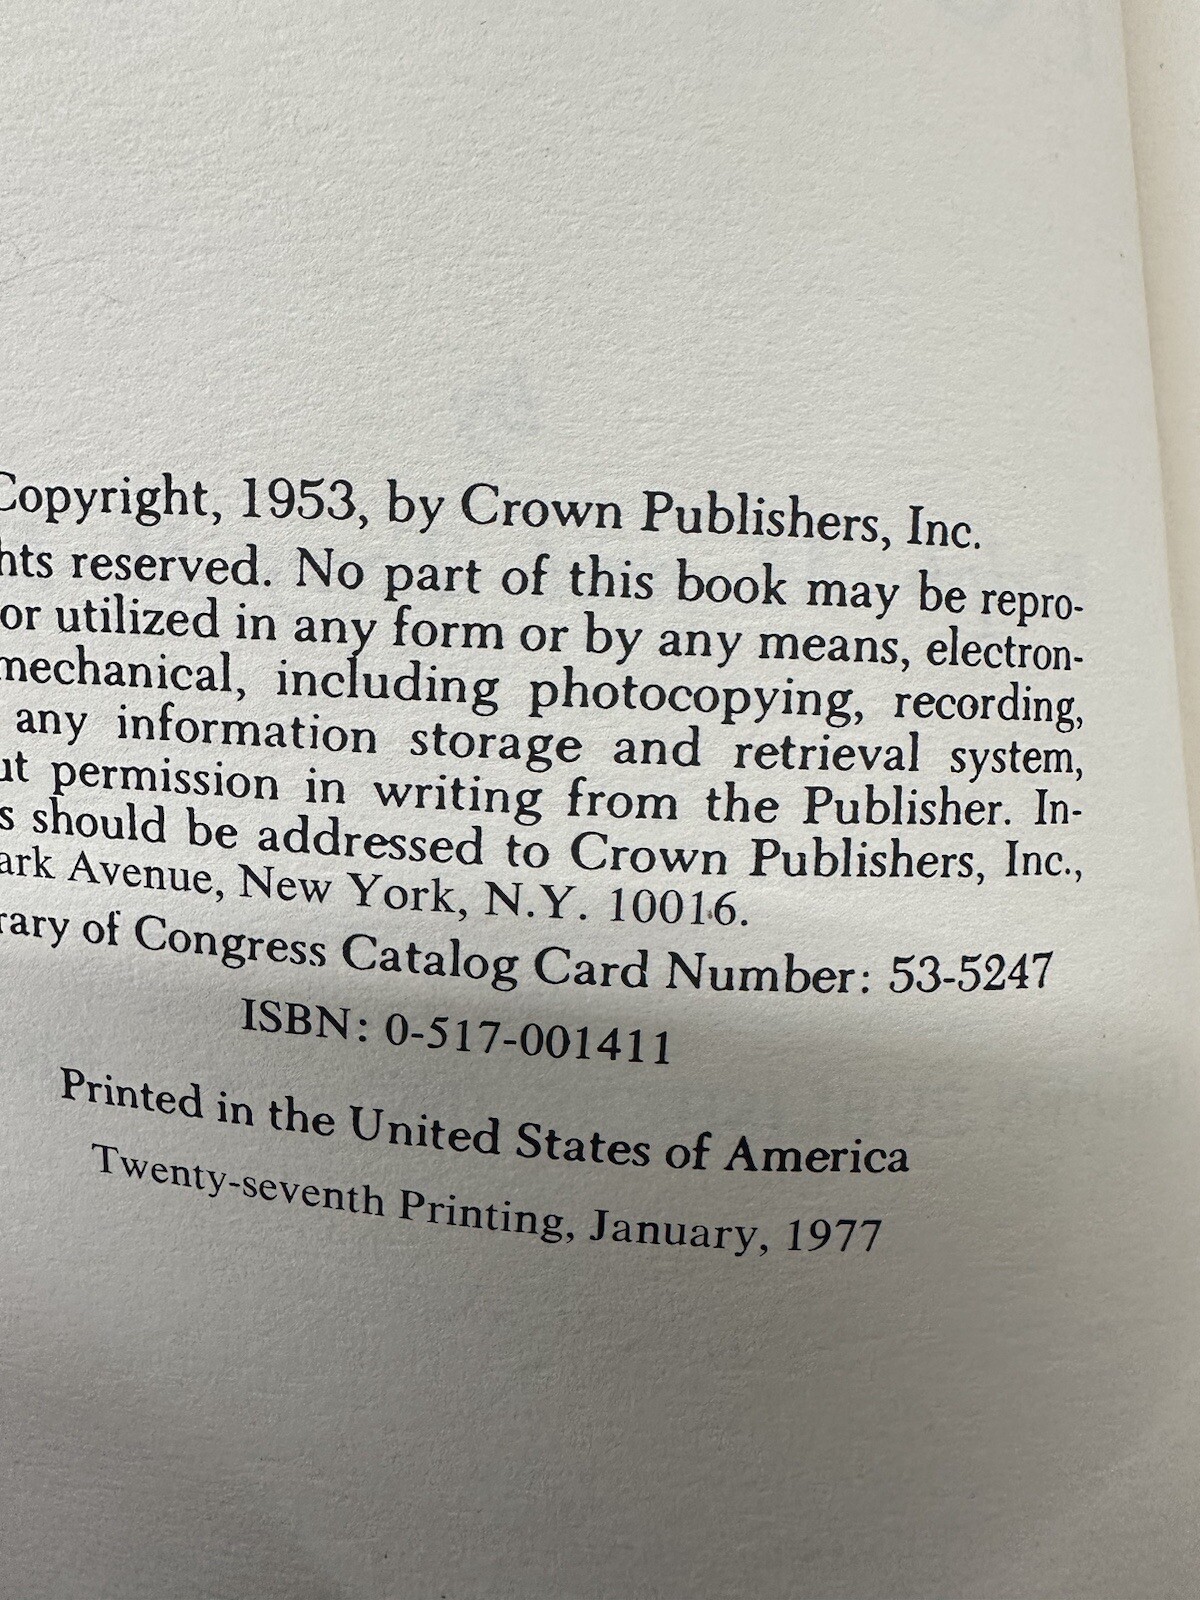 Copyright, 1953, by Crown Publishers, Inc.
hts reserved. No part of this book may be repro-
or utilized in any form or by any means, electron-
mechanical, including photocopying, recording,
any information storage and retrieval system,
ut permission in writing from the Publisher. In-
s should be addressed to Crown Publishers, Inc.,
ark Avenue, New York, N.Y. 10016.
rary of Congress Catalog Card Number: 53-5247
ISBN: 0-517-001411
Printed in the United States of America
Twenty-seventh Printing, January, 1977